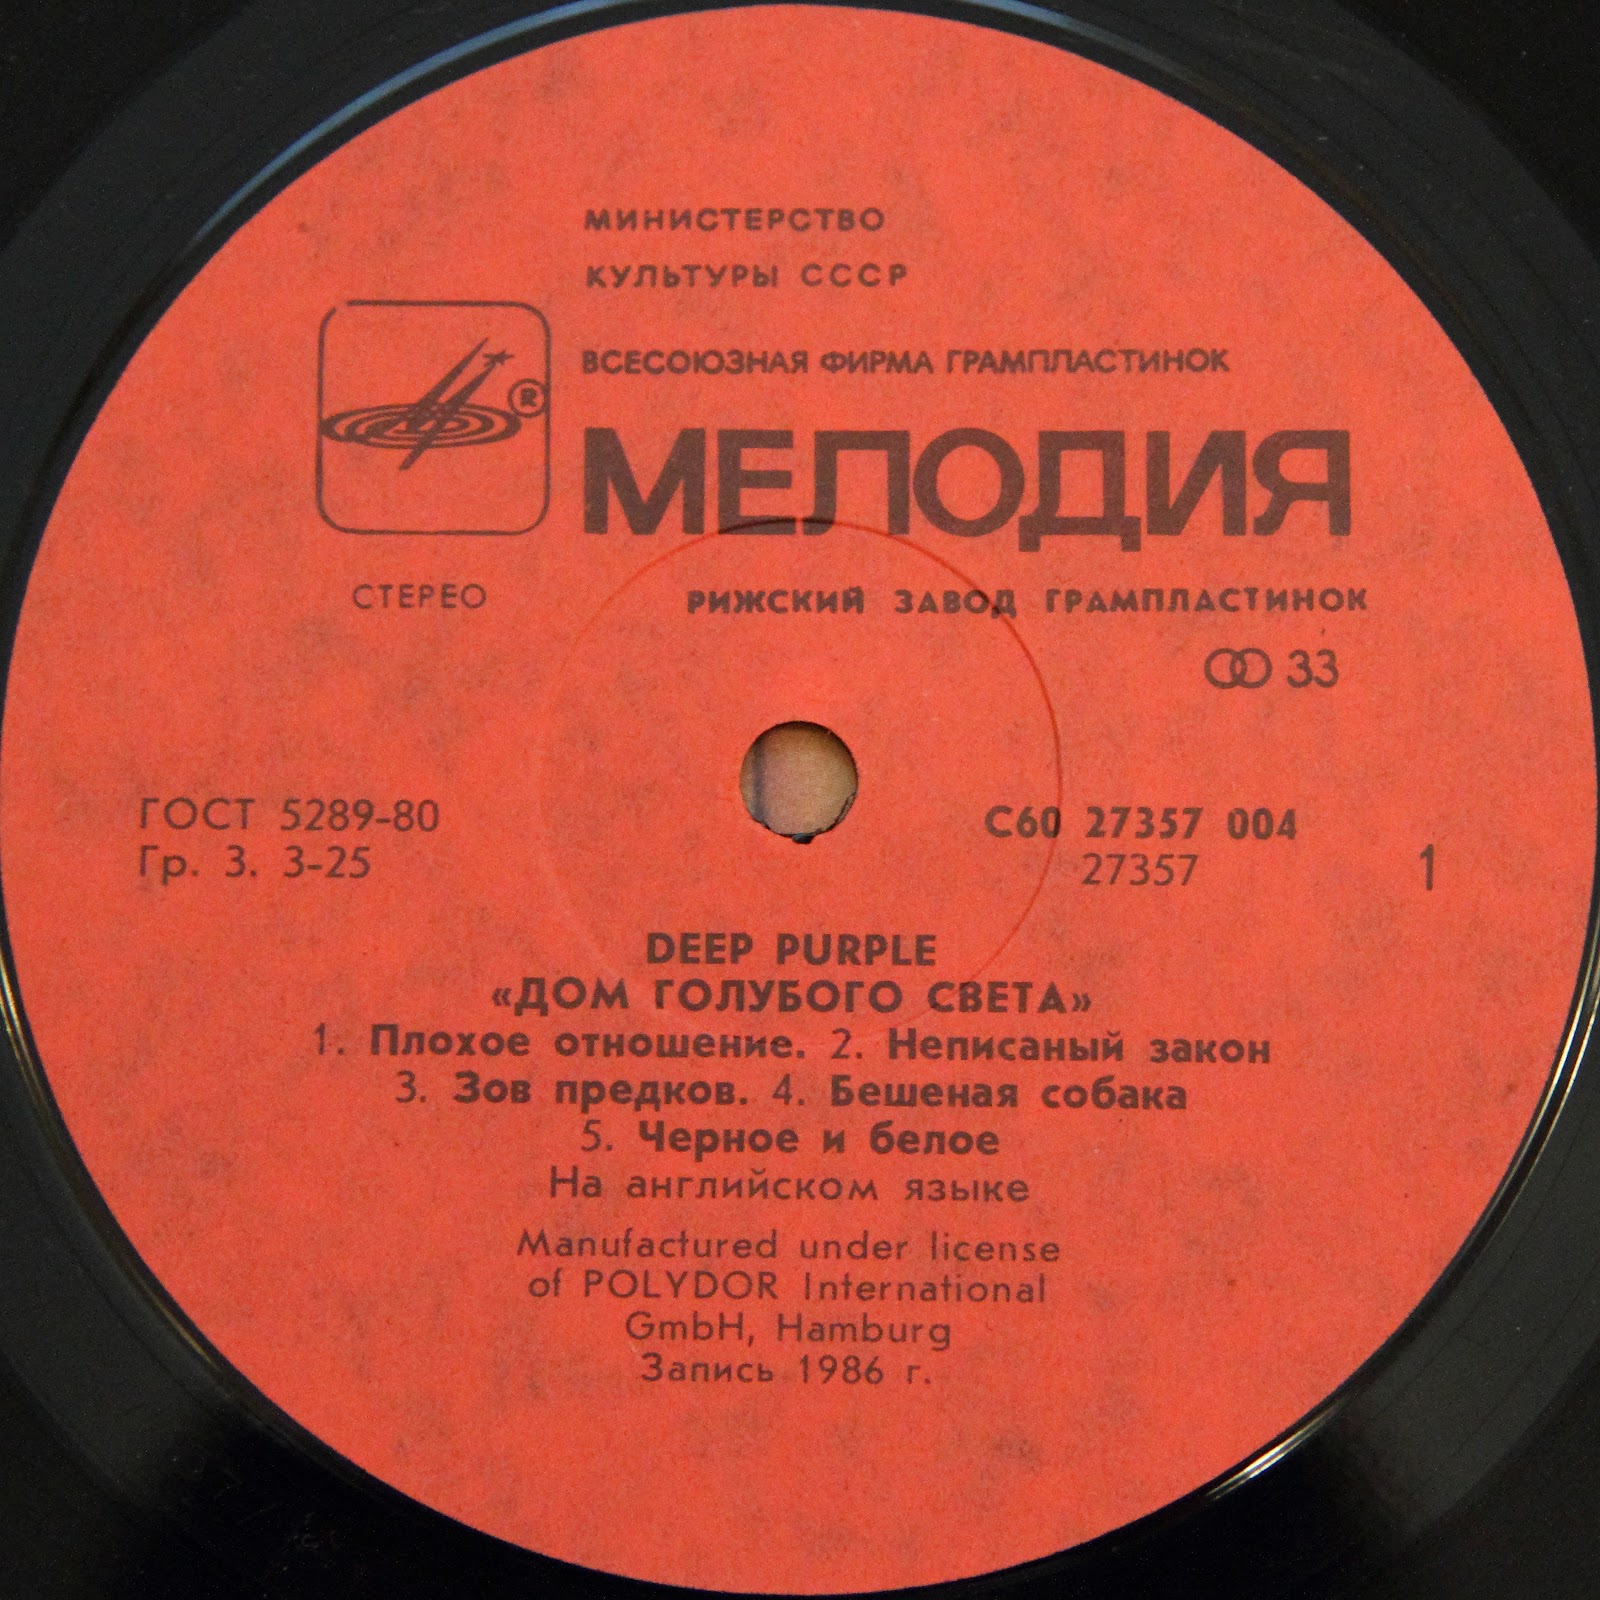 МИНИСТЕРСТВО
КУЛЬТУРЫ СССР
ВСЕСОЮЗНАЯ ФИРМА ГРАМПЛАСТИНОК
®
МЕЛОДИЯ
СТЕРЕО
РИЖСКИЙ ЗАВОД ГРАМПЛАСТИНОК
33
ГОСТ 5289-80
Гр. 3. 3-25
С60 27357 004
27357
1
DEEP PURPLE
«ДОМ ГОЛУБОГО СВЕТА»
1. Плохое отношение. 2. Неписаный закон
3. Зов предков. 4. Бешеная собака
5. Черное и белое
На английском языке
Manufactured under license
of POLYDOR International
GmbH, Hamburg
Запись 1986 г.